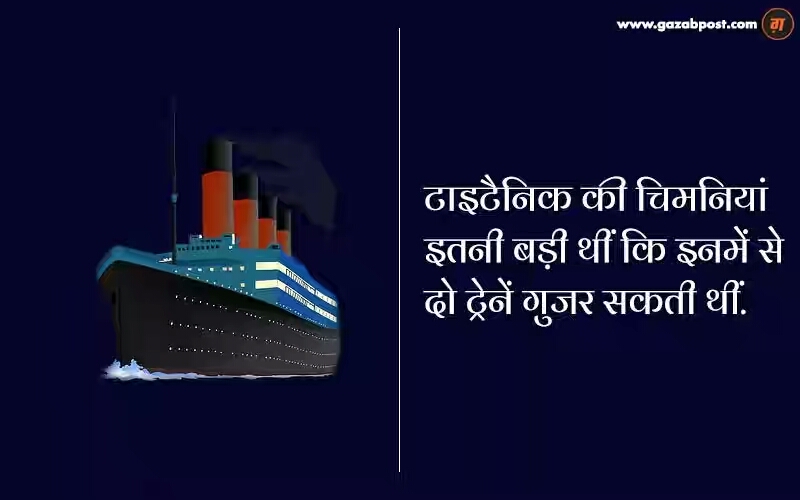 www.gazabpost.com ग़
टाइटैनिक की चिमनियां
इतनी बड़ी थीं कि इनमें से
दो ट्रेनें गुजर सकती थीं.